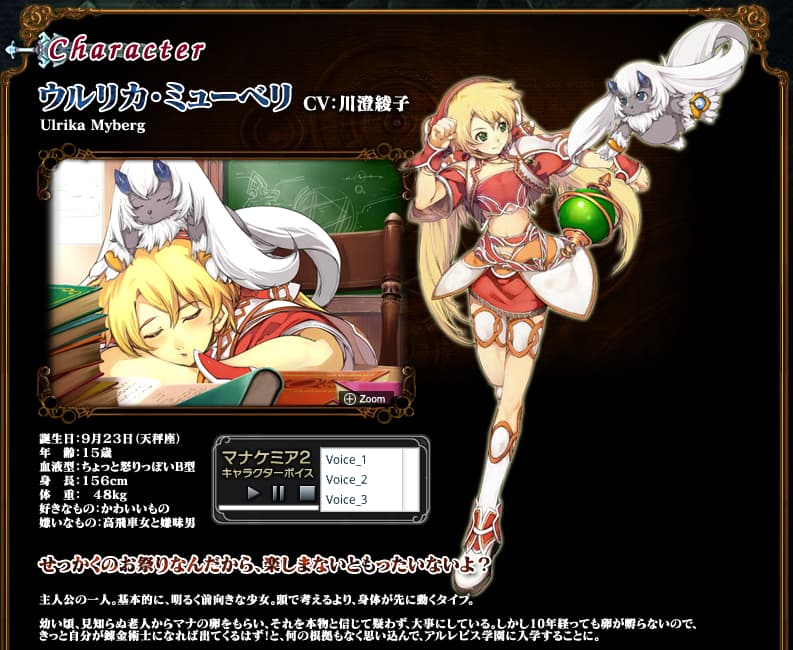 Character
ウルリカ・ミューベリ CV:川澄綾子
Ulrika Myberg
Zoom
誕生日:9月23日(天秤座)
年 齢:15歳
血液型:ちょっと怒りっぽいB型
身 長:156cm
体 重: 48kg
好きなもの:かわいいもの
嫌いなもの:高飛車女と嫌味男
マナケミア2
キャラクターボイス
Voice_1
Voice_2
Voice_3
せっかくのお祭りなんだから、楽しまないともったいないよ?
主人公の一人。基本的に、明るく前向きな少女。頭で考えるより、身体が先に動くタイプ。
幼い頃、見知らぬ老人からマナの卵をもらい、それを本物と信じて疑わず、大事にしている。しかし10年経っても卵が孵らないので、
きっと自分が錬金術士になれば出てくるはず!と、何の根拠もなく思い込んで、アルレビス学園に入学することに。